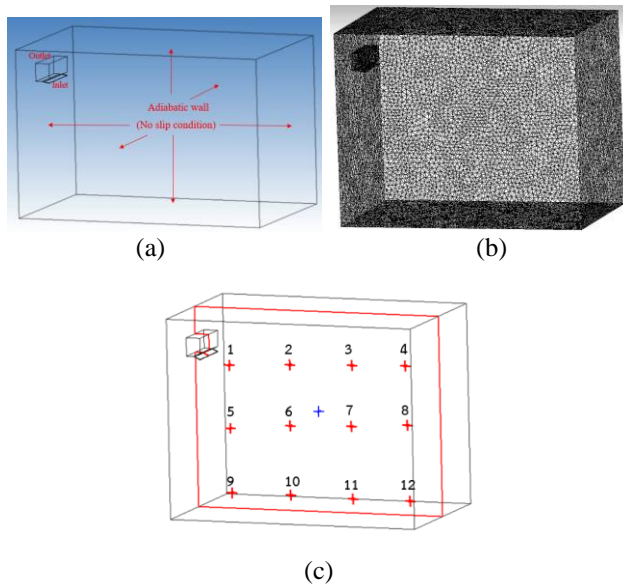 Outlet
Inlet
Adiabatic wall
(No slip condition)
(a)
(b)
1 2 3 4
5 6 7 8
9 10 11 12
(c)